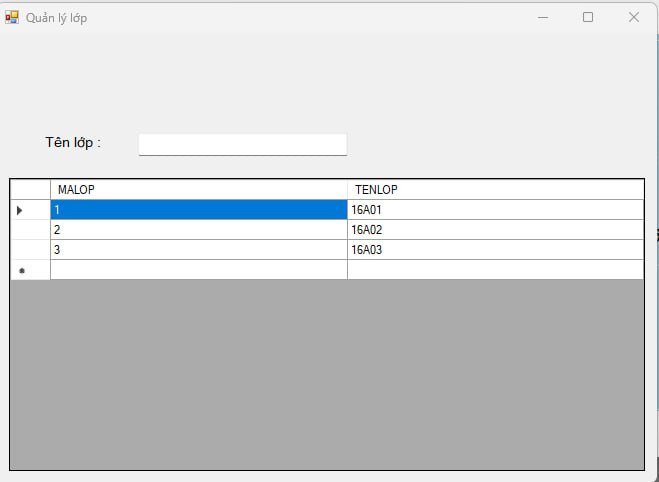 Quản lý lớp
Tên lớp :
MALOP TENLOP
1 16A01
2 16A02
3 16A03